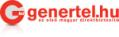 genertel.hu
az első magyar direktbiztosító